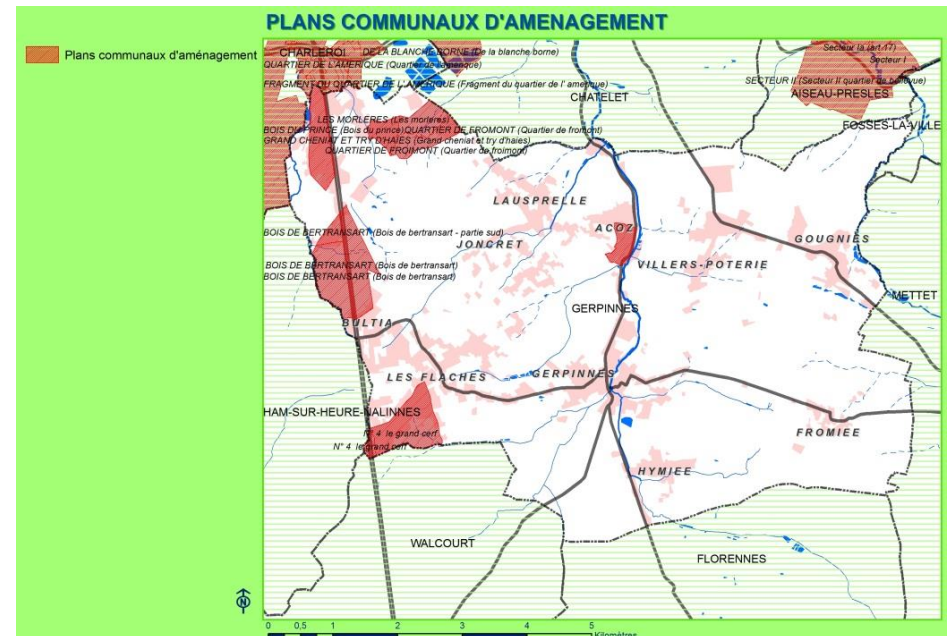 PLANS COMMUNAUX D'AMENAGEMENT
Plans communaux d'aménagement
CHARLEROI
DE LA BLANCHE BORNE (De la blanche borne)
QUARTIER DE L'AMERIQUE (Quartier de l'amerique)
FRAGMENT DU QUARTIER DE L' AMERIQUE (Fragment du quartier de l' amerique)
CHATELET
Secteur Ia (art.17)
Secteur I
SECTEUR II (Secteur II quartier de bellevue)
AISEAU-PRESLES
FOSSES-LA-VILLE
LES MORLERES (Les morleres)
BOIS DU PRINCE (Bois du prince)
QUARTIER DE FROMONT (Quartier de fromont)
GRAND CHENIAT ET TRY D'HAIES (Grand cheniat et try d'haies)
QUARTIER DE FROIMONT (Quartier de froimont)
LAUSPRELLE
BOIS DE BERTRANSART (Bois de bertransart - partie sud)
JONCRET
ACOZ
GOUGNIES
BOIS DE BERTRANSART (Bois de bertransart)
BOIS DE BERTRANSART (Bois de bertransart)
VILLERS-POTERIE
METTET
GERPINNES
BULTIA
LES FLACHES
GERPINNES
HAM-SUR-HEURE-NALINNES
N° 4 le grand cerf
N° 4 le grand cerf
FROMIEE
HYMIEE
WALCOURT
FLORENNES
N
0 0,5 1 2 3 4 5
Kilomètres